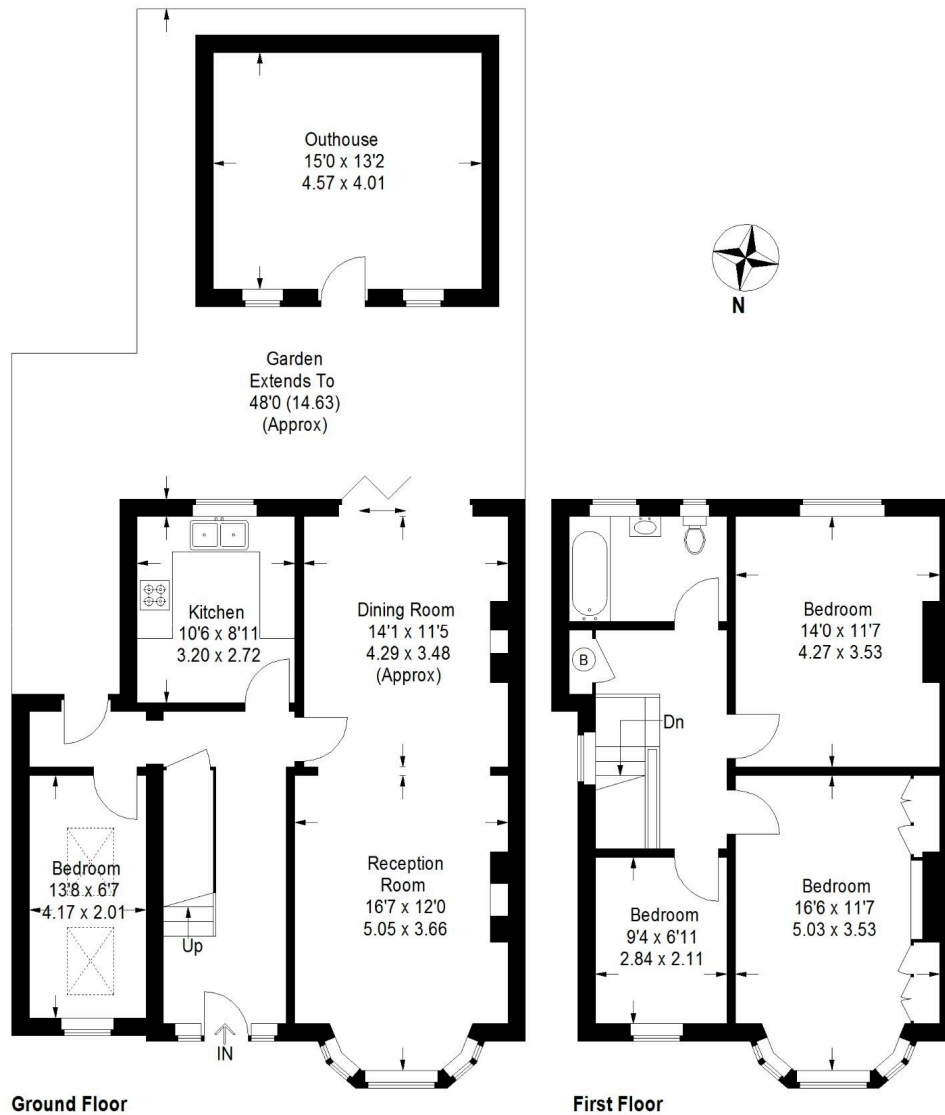 Outhouse
15'0 x 13'2
4.57 x 4.01
N
Garden
Extends To
48'0 (14.63)
(Approx)
Kitchen
10'6 x 8'11
3.20 x 2.72
Dining Room
14'1 x 11'5
4.29 x 3.48
(Approx)
Bedroom
13'8 x 6'7
4.17 x 2.01
Up
Reception
Room
16'7 x 12'0
5.05 x 3.66
IN
Ground Floor
B
Dn
Bedroom
14'0 x 11'7
4.27 x 3.53
Bedroom
9'4 x 6'11
2.84 x 2.11
Bedroom
16'6 x 11'7
5.03 x 3.53
First Floor